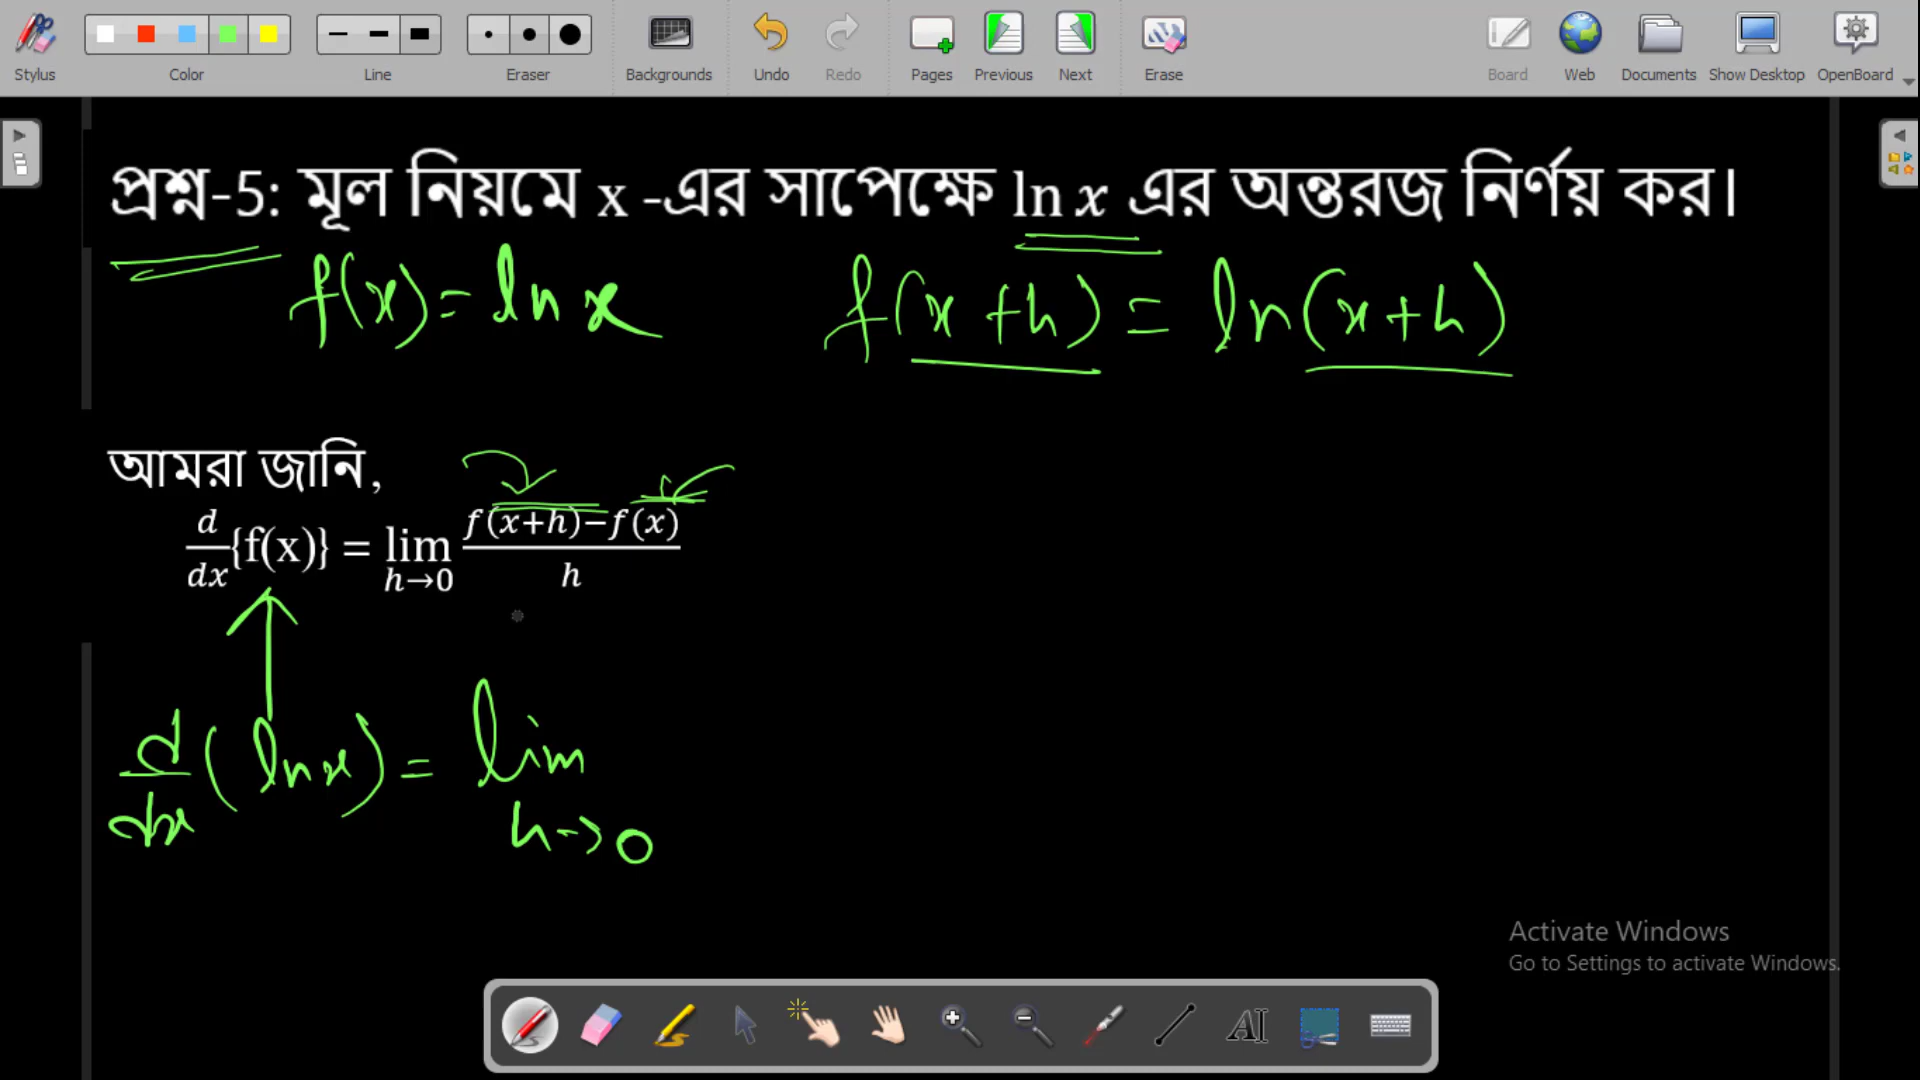 Stylus Color Line Eraser Backgrounds Undo Redo Pages Previous Next Erase Board Web Documents Show Desktop OpenBoard
প্রশ্ন-5: মূল নিয়মে x -এর সাপেক্ষে ln x এর অন্তরজ নির্ণয় কর।
f(x) = ln x f(x+h) = ln(x+h)
আমরা জানি,
d/dx {f(x)} = lim h→0 f(x+h)−f(x)/h
d/dx (ln x) = lim h→0
Activate Windows
Go to Settings to activate Windows.
AI